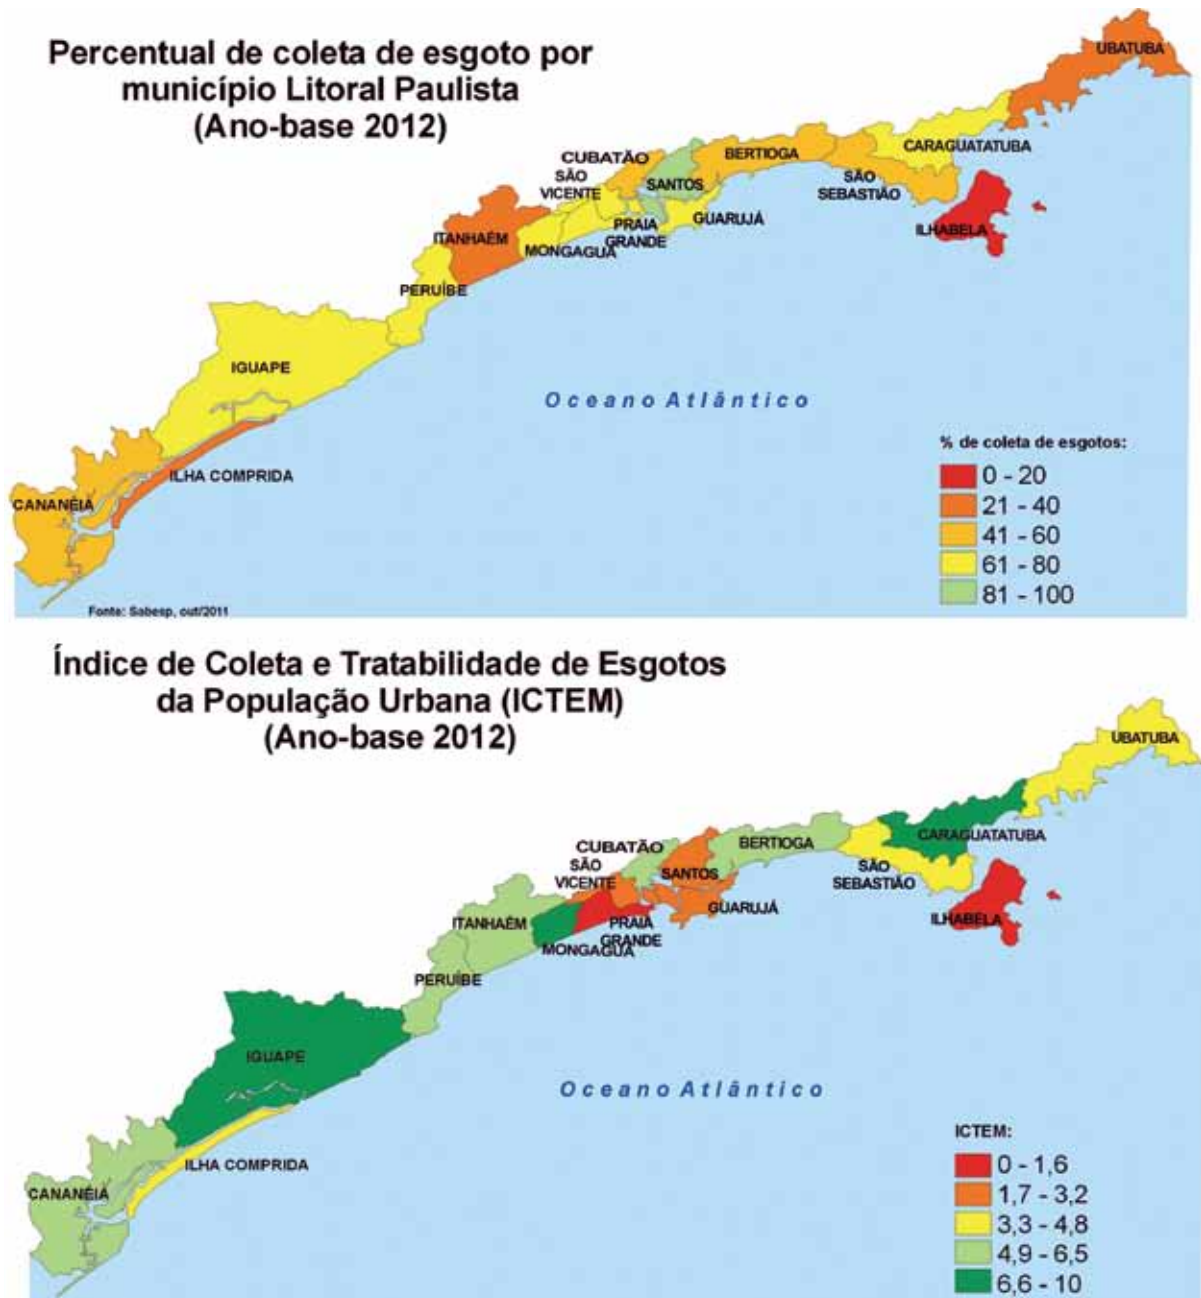 Percentual de coleta de esgoto por
município Litoral Paulista
(Ano-base 2012)
UBATUBA
CARAGUATATUBA
CUBATÃO
BERTIOGA
SÃO
VICENTE
SANTOS
SÃO
SEBASTIÃO
PRAIA
GRANDE
GUARUJÁ
ILHABELA
ITANHAÉM
MONGAGUÁ
PERUÍBE
IGUAPE
Oceano Atlântico
ILHA COMPRIDA
CANANÉIA
% de coleta de esgotos:
0 - 20
21 - 40
41 - 60
61 - 80
81 - 100
Fonte: Sabesp, out/2011
Índice de Coleta e Tratabilidade de Esgotos
da População Urbana (ICTEM)
(Ano-base 2012)
UBATUBA
CARAGUATATUBA
CUBATÃO
BERTIOGA
SÃO
VICENTE
SANTOS
SÃO
SEBASTIÃO
GUARUJÁ
ILHABELA
ITANHAÉM
PRAIA
GRANDE
MONGAGUÁ
PERUÍBE
IGUAPE
Oceano Atlântico
ILHA COMPRIDA
CANANÉIA
ICTEM:
0 - 1,6
1,7 - 3,2
3,3 - 4,8
4,9 - 6,5
6,6 - 10